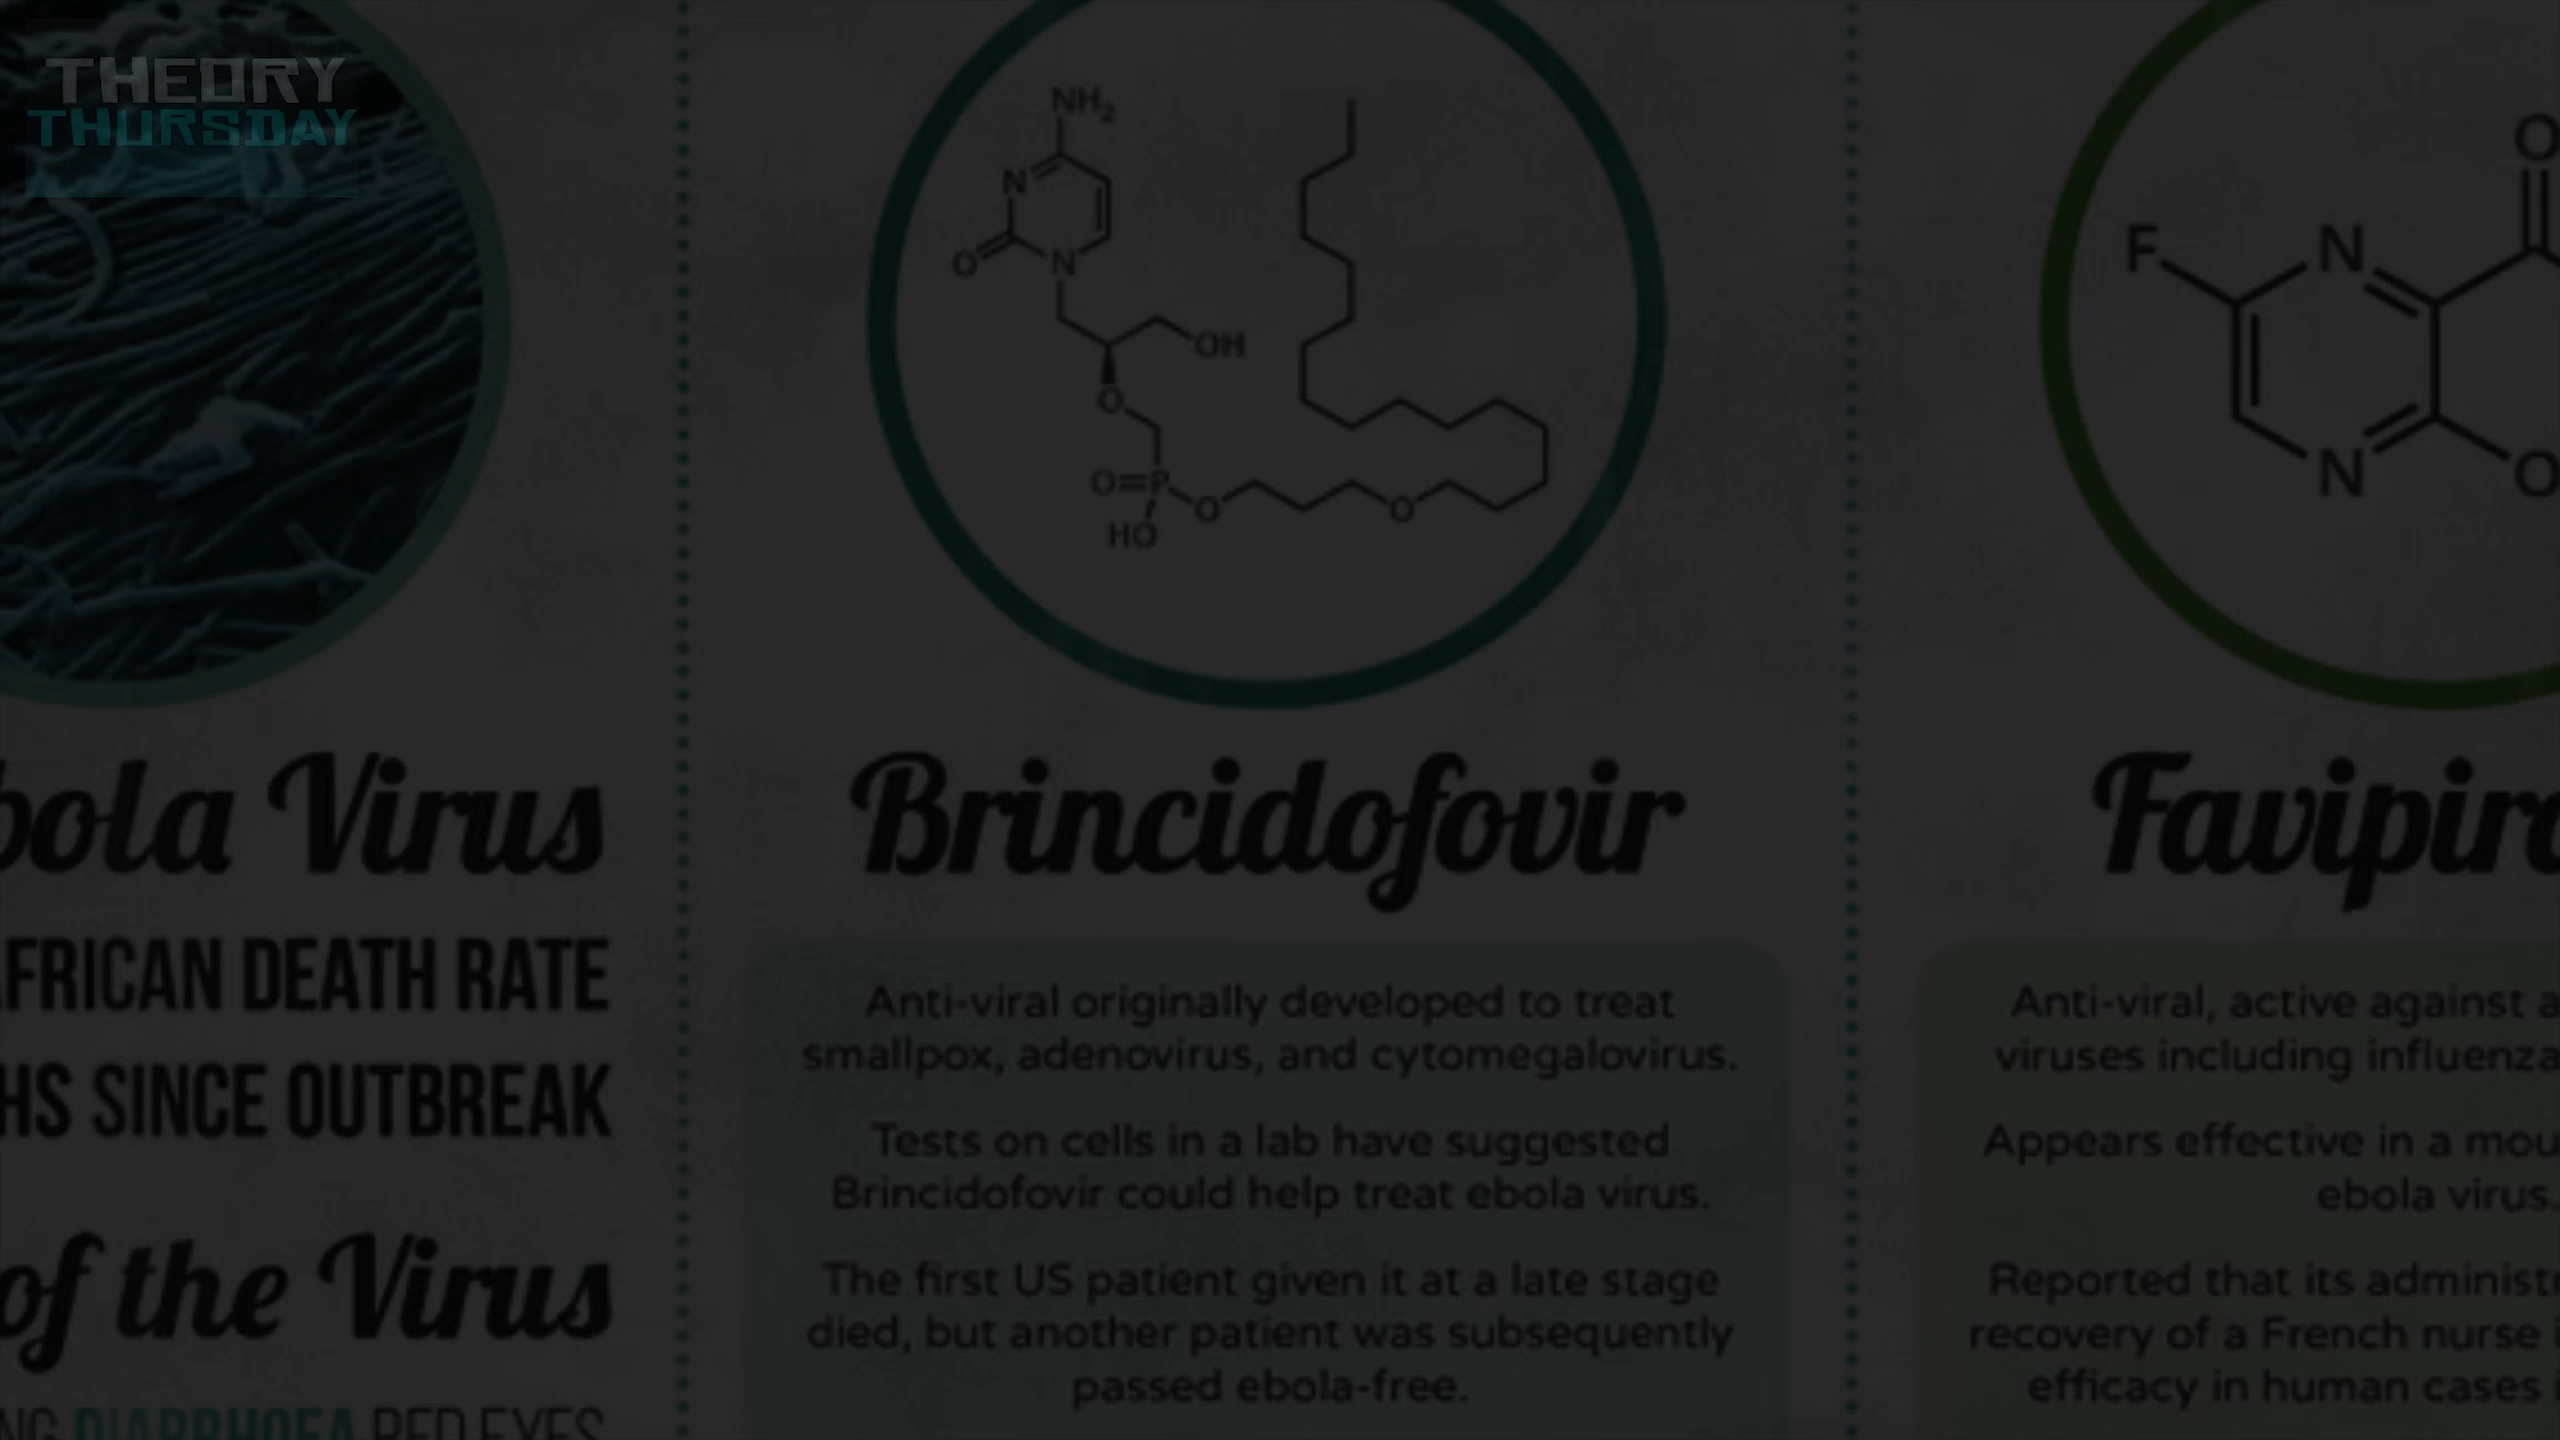 THEORY
THURSDAY
NH2
N
O
N
OH
O
O
P
O
O
HO
O
F
N
N
O
bola Virus
AFRICAN DEATH RATE
HS SINCE OUTBREAK
of the Virus
NG DIARRHOEA RED EYES
Brincidofovir
Anti-viral originally developed to treat
smallpox, adenovirus, and cytomegalovirus.
Tests on cells in a lab have suggested
Brincidofovir could help treat ebola virus.
The first US patient given it at a late stage
died, but another patient was subsequently
passed ebola-free.
Favipira
Anti-viral, active against a
viruses including influenza
Appears effective in a mou
ebola virus.
Reported that its administr
recovery of a French nurse i
efficacy in human cases i